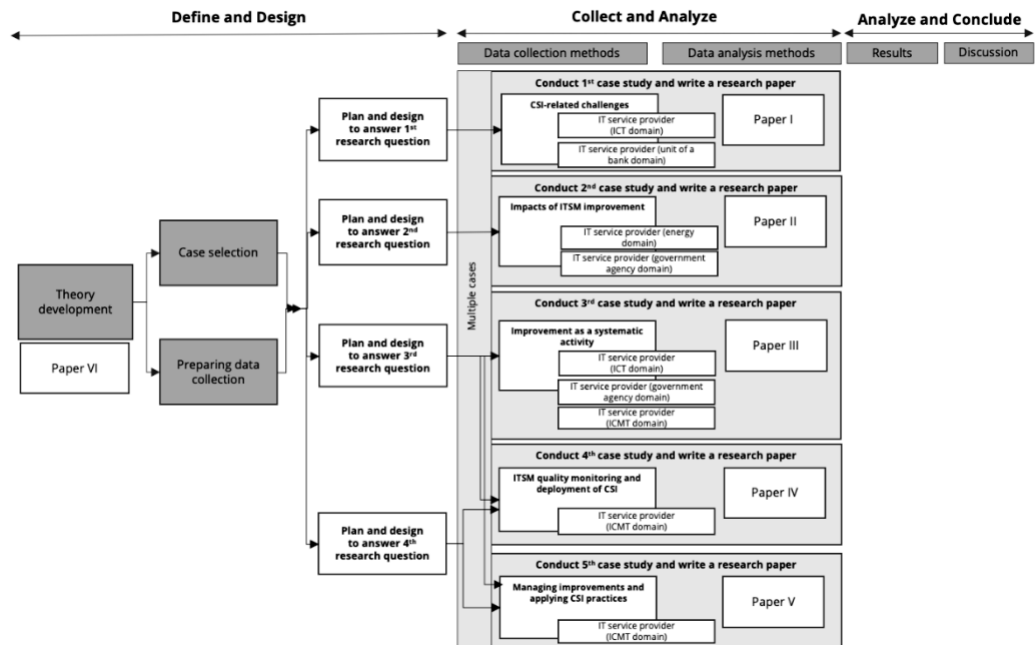 Define and Design
Collect and Analyze
Analyze and Conclude
Data collection methods
Data analysis methods
Results
Discussion
Theory
development
Paper VI
Case selection
Preparing data
collection
Plan and design
to answer 1st
research question
Plan and design
to answer 2nd
research question
Plan and design
to answer 3rd
research question
Plan and design
to answer 4th
research question
Multiple cases
Conduct 1st case study and write a research paper
CSI-related challenges
IT service provider
(ICT domain)
IT service provider (unit of a
bank domain)
Paper I
Conduct 2nd case study and write a research paper
Impacts of ITSM improvement
IT service provider (energy
domain)
IT service provider (government
agency domain)
Paper II
Conduct 3rd case study and write a research paper
Improvement as a systematic
activity
IT service provider
(ICT domain)
IT service provider (government
agency domain)
IT service provider
(ICMT domain)
Paper III
Conduct 4th case study and write a research paper
ITSM quality monitoring and
deployment of CSI
IT service provider
(ICMT domain)
Paper IV
Conduct 5th case study and write a research paper
Managing improvements and
applying CSI practices
IT service provider
(ICMT domain)
Paper V